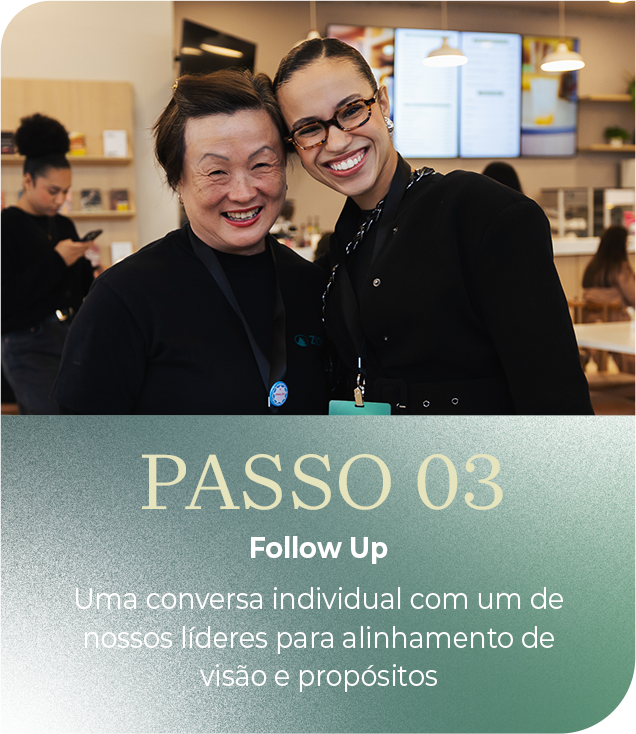 PASSO 03
Follow Up
Uma conversa individual com um de
nossos líderes para alinhamento de
visão e propósitos